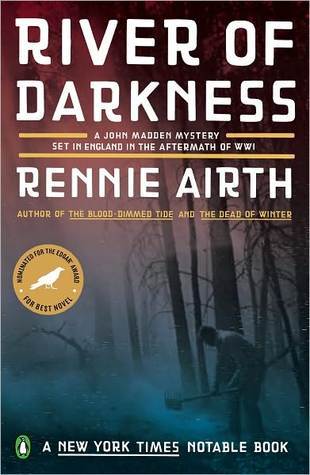 RIVER OF
DARKNESS
A JOHN MADDEN MYSTERY
SET IN ENGLAND IN THE AFTERMATH OF WWI
RENNIE AIRTH
AUTHOR OF THE BLOOD-DIMMED TIDE AND THE DEAD OF WINTER
NOMINATED FOR THE EDGAR AWARD
FOR BEST NOVEL
A NEW YORK TIMES NOTABLE BOOK